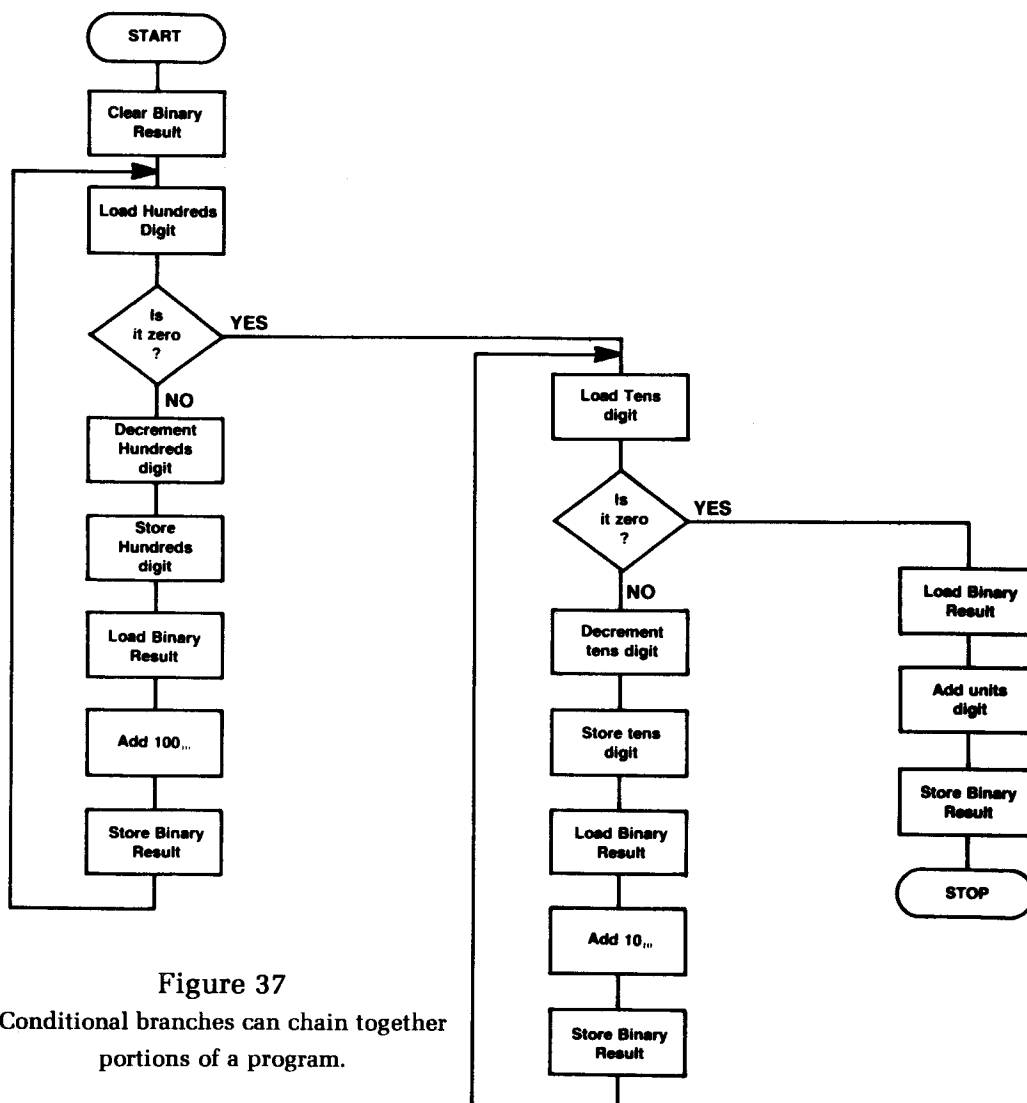 START
Clear Binary
Result
Load Hundreds
Digit
Is
it zero
?
YES
NO
Decrement
Hundreds
digit
Store
Hundreds
digit
Load Binary
Result
Add 100,,,
Store Binary
Result
Load Tens
digit
Is
it zero
?
YES
NO
Decrement
tens digit
Store tens
digit
Load Binary
Result
Add 10,,,
Store Binary
Result
Load Binary
Result
Add units
digit
Store Binary
Result
STOP
Figure 37
Conditional branches can chain together
portions of a program.